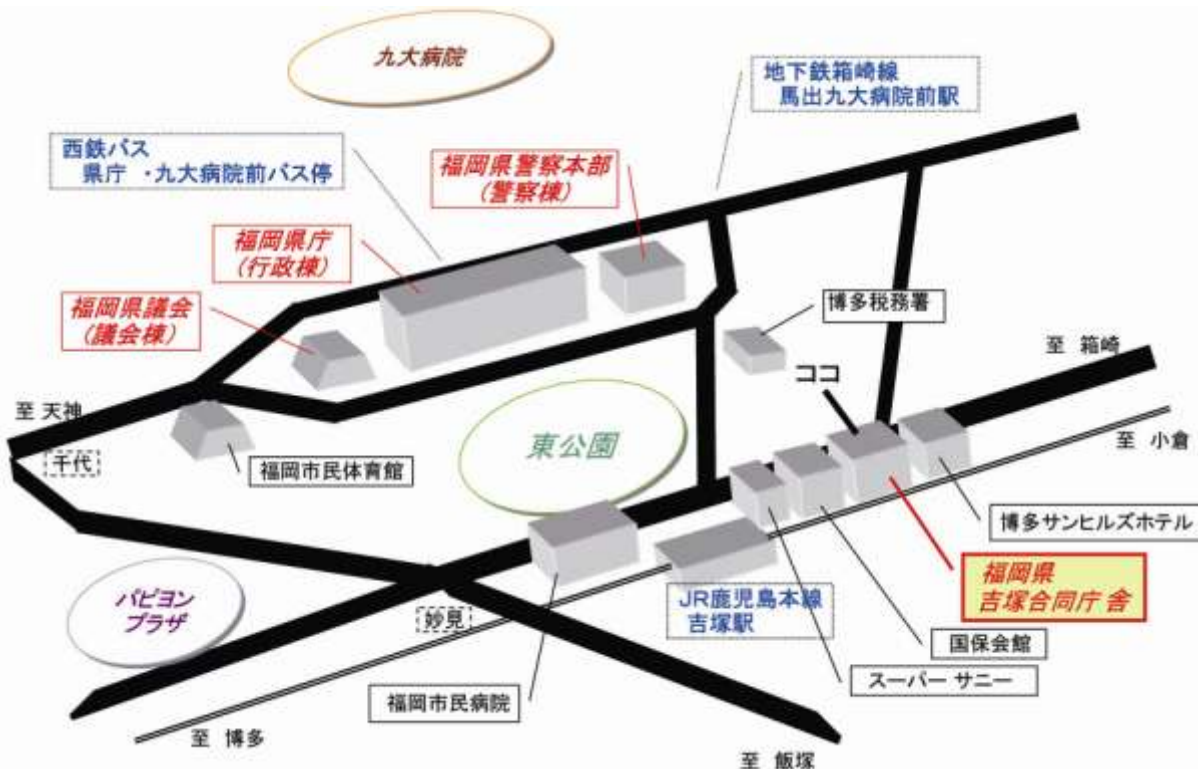 九大病院
地下鉄箱崎線
馬出九大病院前駅
西鉄バス
県庁 ・九大病院前バス停
福岡県警察本部
(警察棟)
福岡県庁
(行政棟)
福岡県議会
(議会棟)
博多税務署
至 箱崎
ココ
至 天神
至 小倉
千代
福岡市民体育館
東公園
博多サンヒルズホテル
福岡県
吉塚合同庁舎
パピヨン
プラザ
JR鹿児島本線
吉塚駅
妙見
国保会館
スーパー サニー
福岡市民病院
至 博多
至 飯塚